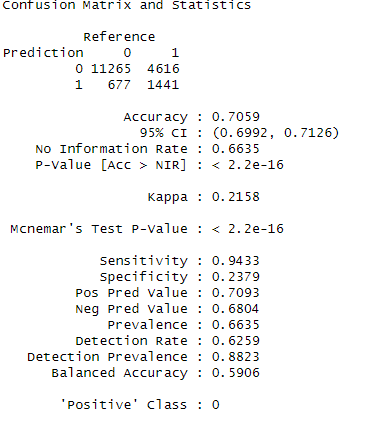 Confusion Matrix and Statistics
Reference
Prediction 0 1
0 11265 4616
1 677 1441
Accuracy : 0.7059
95% CI : (0.6992, 0.7126)
No Information Rate : 0.6635
P-Value [Acc > NIR] : < 2.2e-16
Kappa : 0.2158
Mcnemar's Test P-Value : < 2.2e-16
Sensitivity : 0.9433
Specificity : 0.2379
Pos Pred Value : 0.7093
Neg Pred Value : 0.6804
Prevalence : 0.6635
Detection Rate : 0.6259
Detection Prevalence : 0.8823
Balanced Accuracy : 0.5906
'Positive' Class : 0